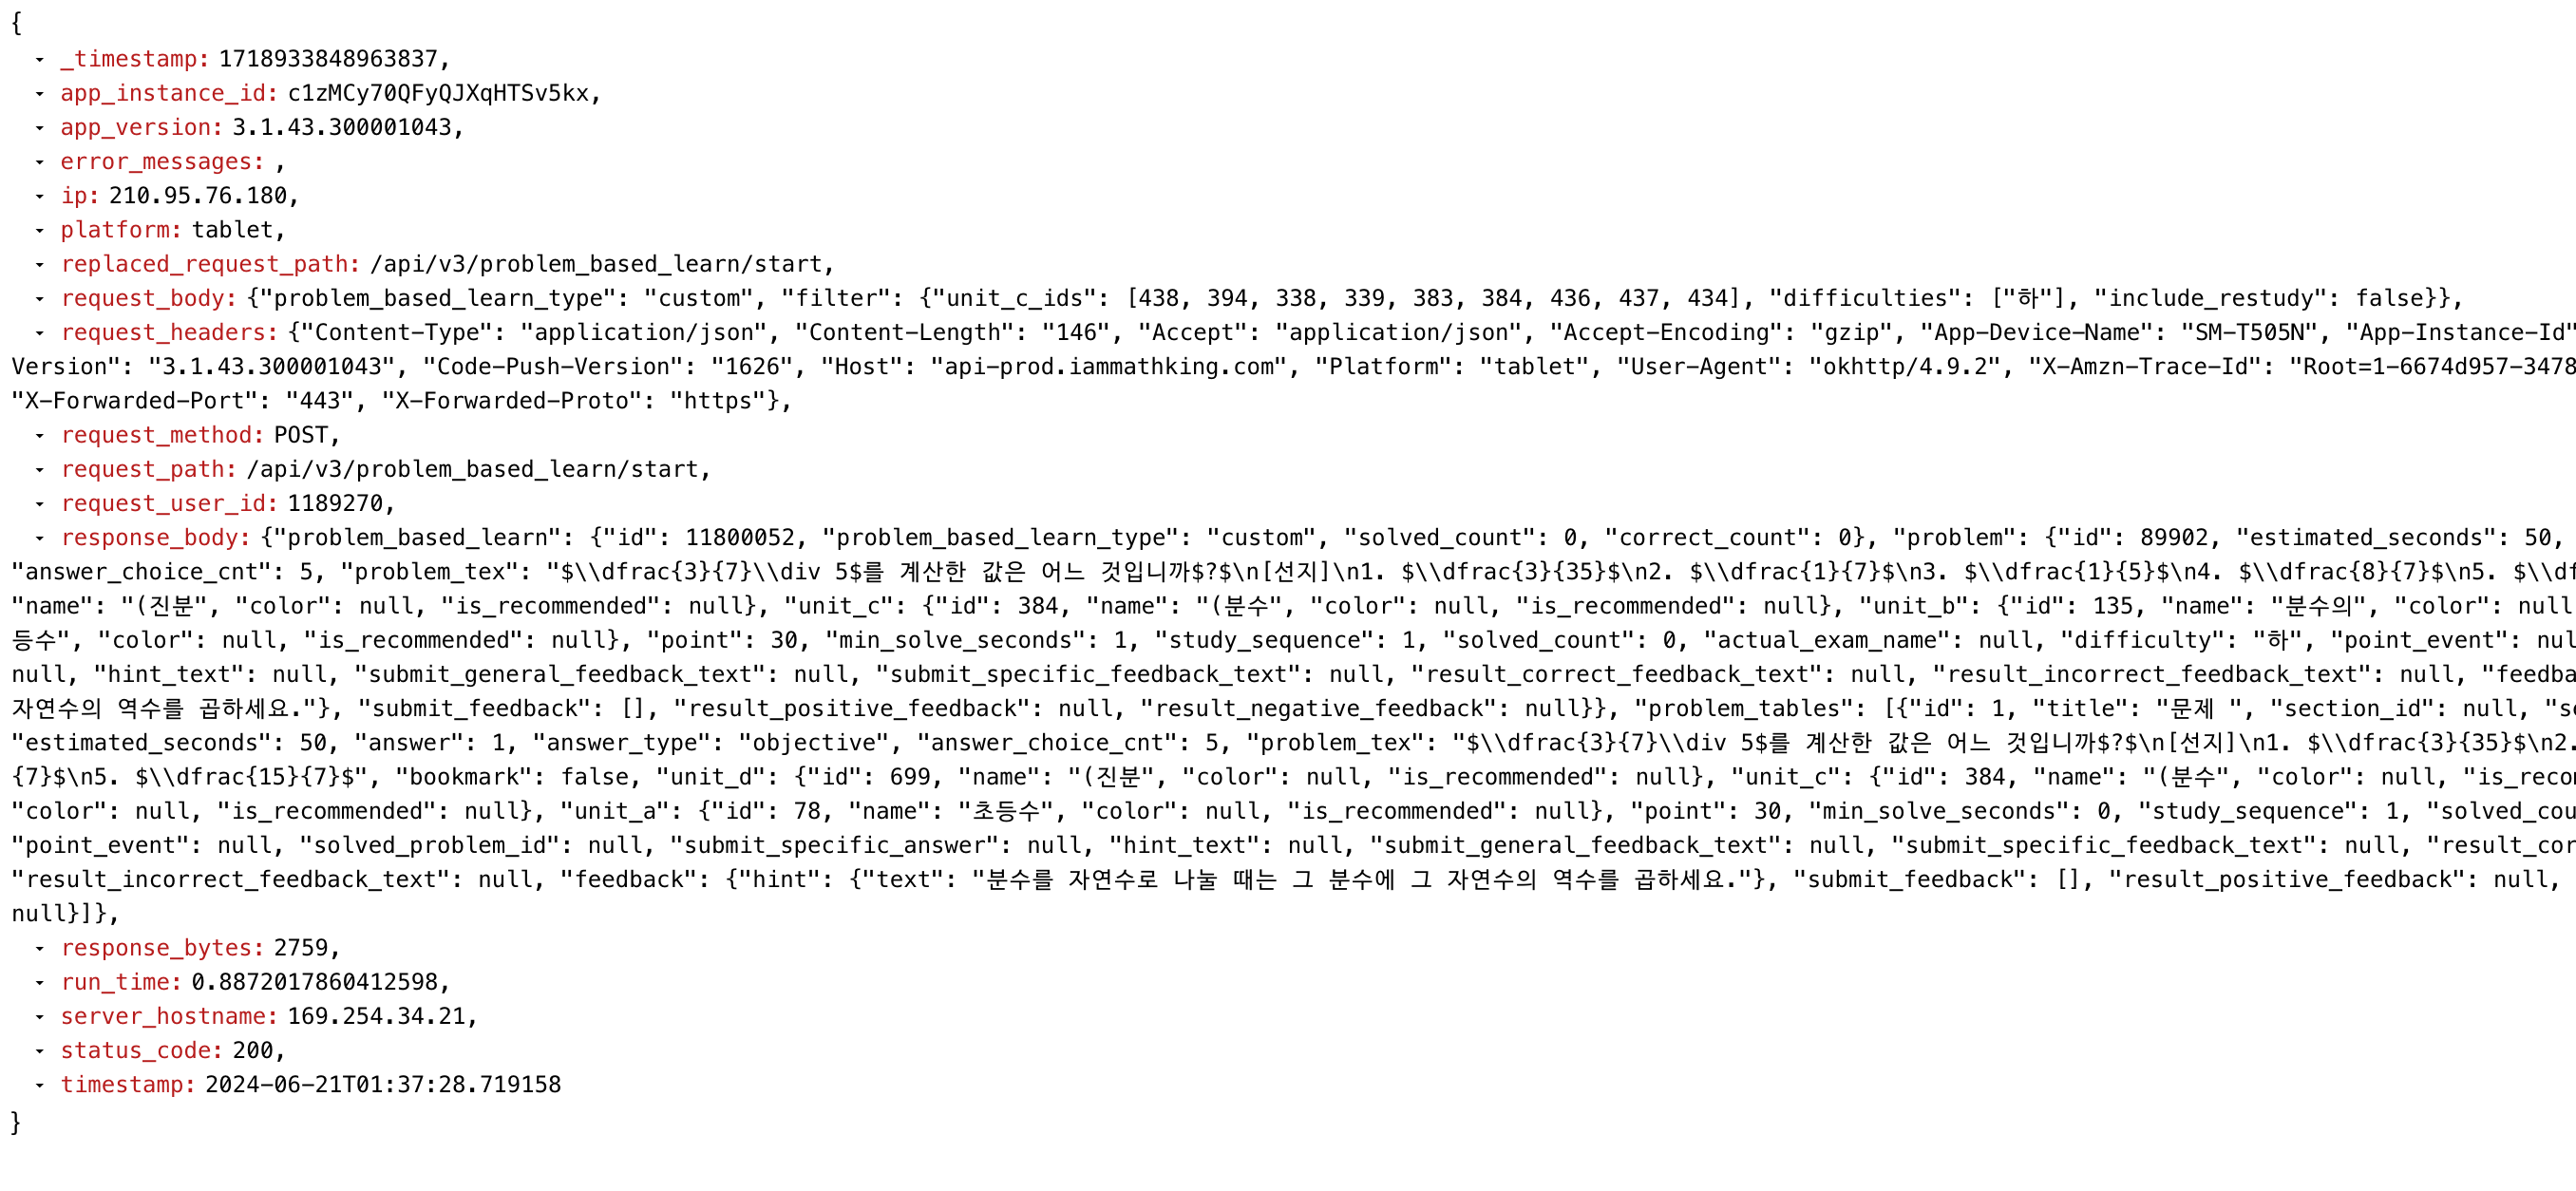 {
_timestamp: 1718933848963837,
app_instance_id: c1zMCy70QFyQJXqHTSv5kx,
app_version: 3.1.43.300001043,
error_messages: ,
ip: 210.95.76.180,
platform: tablet,
replaced_request_path: /api/v3/problem_based_learn/start,
request_body: {"problem_based_learn_type": "custom", "filter": {"unit_c_ids": [438, 394, 338, 339, 383, 384, 436, 437, 434], "difficulties": ["하"], "include_restudy": false}},
request_headers: {"Content-Type": "application/json", "Content-Length": "146", "Accept": "application/json", "Accept-Encoding": "gzip", "App-Device-Name": "SM-T505N", "App-Instance-Id"
Version": "3.1.43.300001043", "Code-Push-Version": "1626", "Host": "api-prod.iammathking.com", "Platform": "tablet", "User-Agent": "okhttp/4.9.2", "X-Amzn-Trace-Id": "Root=1-6674d957-3478
"X-Forwarded-Port": "443", "X-Forwarded-Proto": "https"},
request_method: POST,
request_path: /api/v3/problem_based_learn/start,
request_user_id: 1189270,
response_body: {"problem_based_learn": {"id": 11800052, "problem_based_learn_type": "custom", "solved_count": 0, "correct_count": 0}, "problem": {"id": 89902, "estimated_seconds": 50,
"answer_choice_cnt": 5, "problem_tex": "$\\dfrac{3}{7}\\div 5$를 계산한 값은 어느 것입니까$?$\n[선지]\n1. $\\dfrac{3}{35}$\n2. $\\dfrac{1}{7}$\n3. $\\dfrac{1}{5}$\n4. $\\dfrac{8}{7}$\n5. $\\df
"name": "(진분", "color": null, "is_recommended": null}, "unit_c": {"id": 384, "name": "(분수", "color": null, "is_recommended": null}, "unit_b": {"id": 135, "name": "분수의", "color": null
등수", "color": null, "is_recommended": null}, "point": 30, "min_solve_seconds": 1, "study_sequence": 1, "solved_count": 0, "actual_exam_name": null, "difficulty": "하", "point_event": nul
null, "hint_text": null, "submit_general_feedback_text": null, "submit_specific_feedback_text": null, "result_correct_feedback_text": null, "result_incorrect_feedback_text": null, "feedba
자연수의 역수를 곱하세요."}, "submit_feedback": [], "result_positive_feedback": null, "result_negative_feedback": null}}, "problem_tables": [{"id": 1, "title": "문제 ", "section_id": null, "se
"estimated_seconds": 50, "answer": 1, "answer_type": "objective", "answer_choice_cnt": 5, "problem_tex": "$\\dfrac{3}{7}\\div 5$를 계산한 값은 어느 것입니까$?$\n[선지]\n1. $\\dfrac{3}{35}$\n2.
{7}$\n5. $\\dfrac{15}{7}$", "bookmark": false, "unit_d": {"id": 699, "name": "(진분", "color": null, "is_recommended": null}, "unit_c": {"id": 384, "name": "(분수", "color": null, "is_reco
"color": null, "is_recommended": null}, "unit_a": {"id": 78, "name": "초등수", "color": null, "is_recommended": null}, "point": 30, "min_solve_seconds": 0, "study_sequence": 1, "solved_cou
"point_event": null, "solved_problem_id": null, "submit_specific_answer": null, "hint_text": null, "submit_general_feedback_text": null, "submit_specific_feedback_text": null, "result_cor
"result_incorrect_feedback_text": null, "feedback": {"hint": {"text": "분수를 자연수로 나눌 때는 그 분수에 그 자연수의 역수를 곱하세요."}, "submit_feedback": [], "result_positive_feedback": null,
null}]},
response_bytes: 2759,
run_time: 0.8872017860412598,
server_hostname: 169.254.34.21,
status_code: 200,
timestamp: 2024-06-21T01:37:28.719158
}